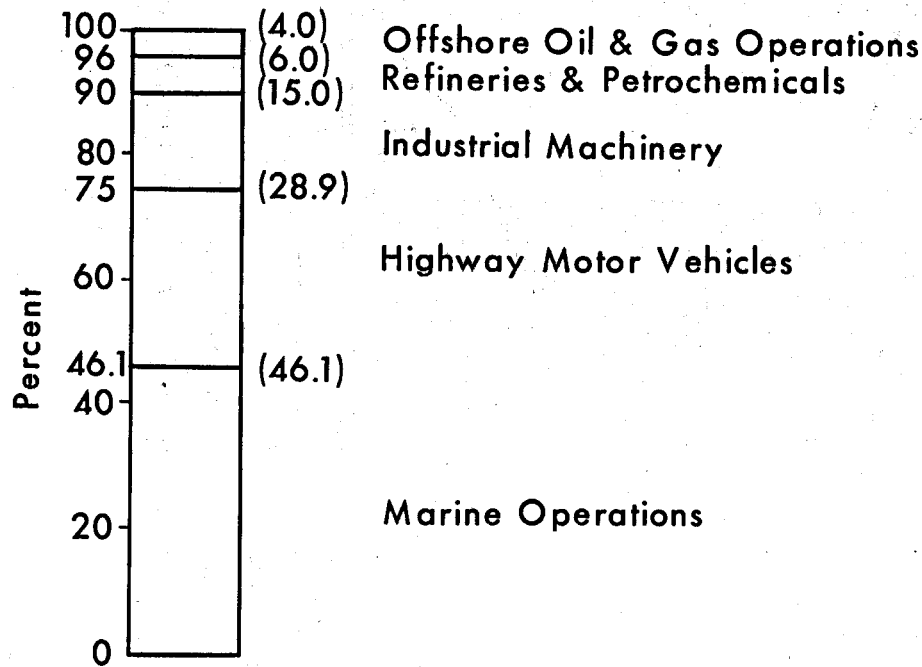 100 (4.0) Offshore Oil & Gas Operations
96 (6.0) Refineries & Petrochemicals
90 (15.0)
80 Industrial Machinery
75 (28.9)
60 Highway Motor Vehicles
Percent
46.1 (46.1)
40
20 Marine Operations
0